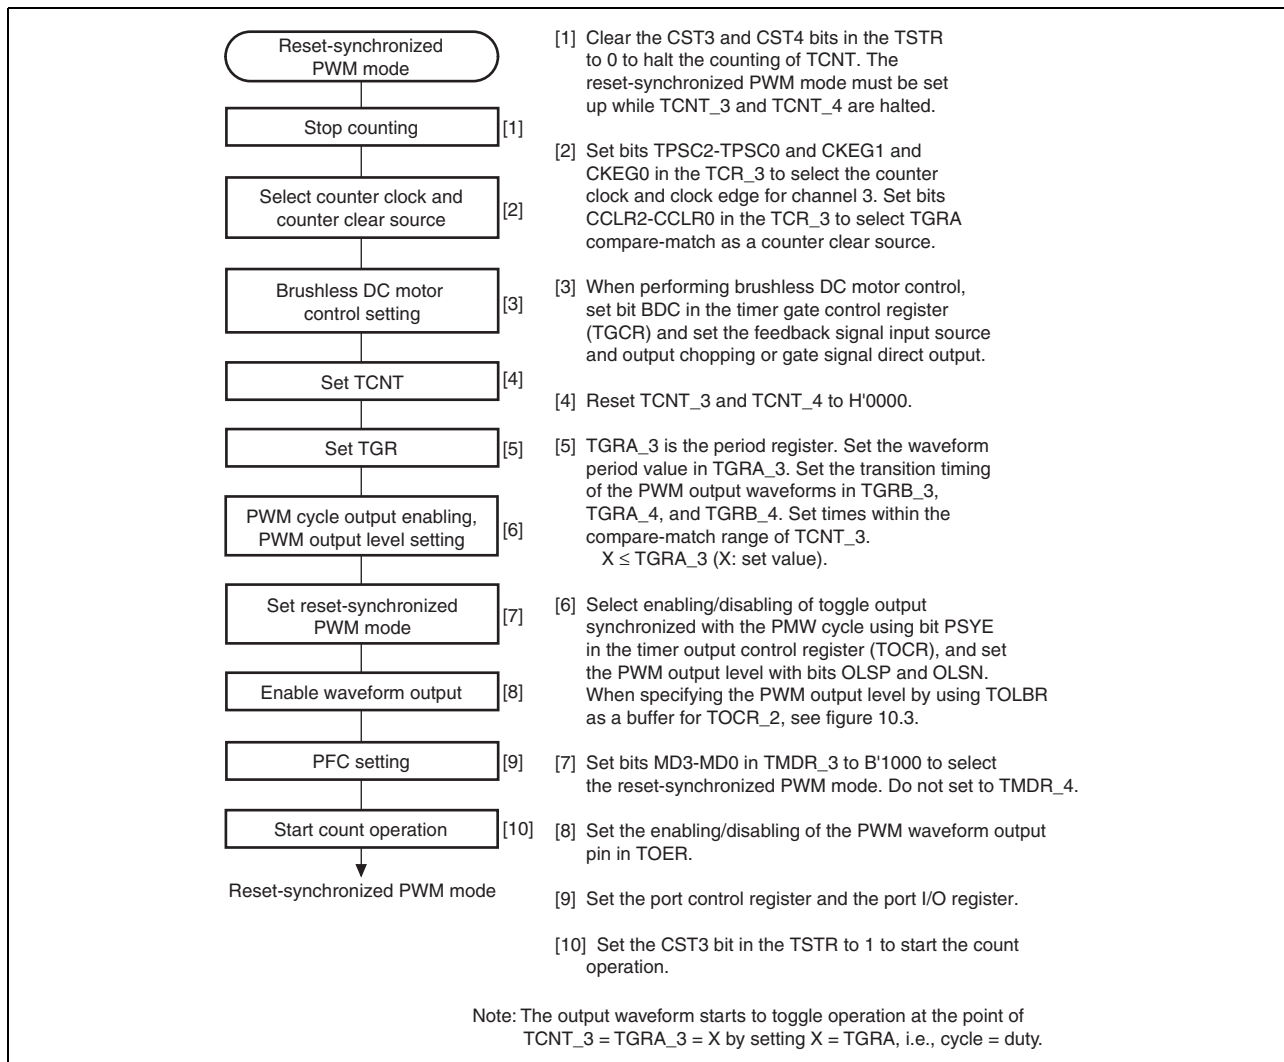 Reset-synchronized
PWM mode
Stop counting
[1]
Select counter clock and
counter clear source
[2]
Brushless DC motor
control setting
[3]
Set TCNT
[4]
Set TGR
[5]
PWM cycle output enabling,
PWM output level setting
[6]
Set reset-synchronized
PWM mode
[7]
Enable waveform output
[8]
PFC setting
[9]
Start count operation
[10]
Reset-synchronized PWM mode
[1] Clear the CST3 and CST4 bits in the TSTR
to 0 to halt the counting of TCNT. The
reset-synchronized PWM mode must be set
up while TCNT_3 and TCNT_4 are halted.
[2] Set bits TPSC2-TPSC0 and CKEG1 and
CKEG0 in the TCR_3 to select the counter
clock and clock edge for channel 3. Set bits
CCLR2-CCLR0 in the TCR_3 to select TGRA
compare-match as a counter clear source.
[3] When performing brushless DC motor control,
set bit BDC in the timer gate control register
(TGCR) and set the feedback signal input source
and output chopping or gate signal direct output.
[4] Reset TCNT_3 and TCNT_4 to H'0000.
[5] TGRA_3 is the period register. Set the waveform
period value in TGRA_3. Set the transition timing
of the PWM output waveforms in TGRB_3,
TGRA_4, and TGRB_4. Set times within the
compare-match range of TCNT_3.
X ≤ TGRA_3 (X: set value).
[6] Select enabling/disabling of toggle output
synchronized with the PMW cycle using bit PSYE
in the timer output control register (TOCR), and set
the PWM output level with bits OLSP and OLSN.
When specifying the PWM output level by using TOLBR
as a buffer for TOCR_2, see figure 10.3.
[7] Set bits MD3-MD0 in TMDR_3 to B'1000 to select
the reset-synchronized PWM mode. Do not set to TMDR_4.
[8] Set the enabling/disabling of the PWM waveform output
pin in TOER.
[9] Set the port control register and the port I/O register.
[10] Set the CST3 bit in the TSTR to 1 to start the count
operation.
Note: The output waveform starts to toggle operation at the point of
TCNT_3 = TGRA_3 = X by setting X = TGRA, i.e., cycle = duty.